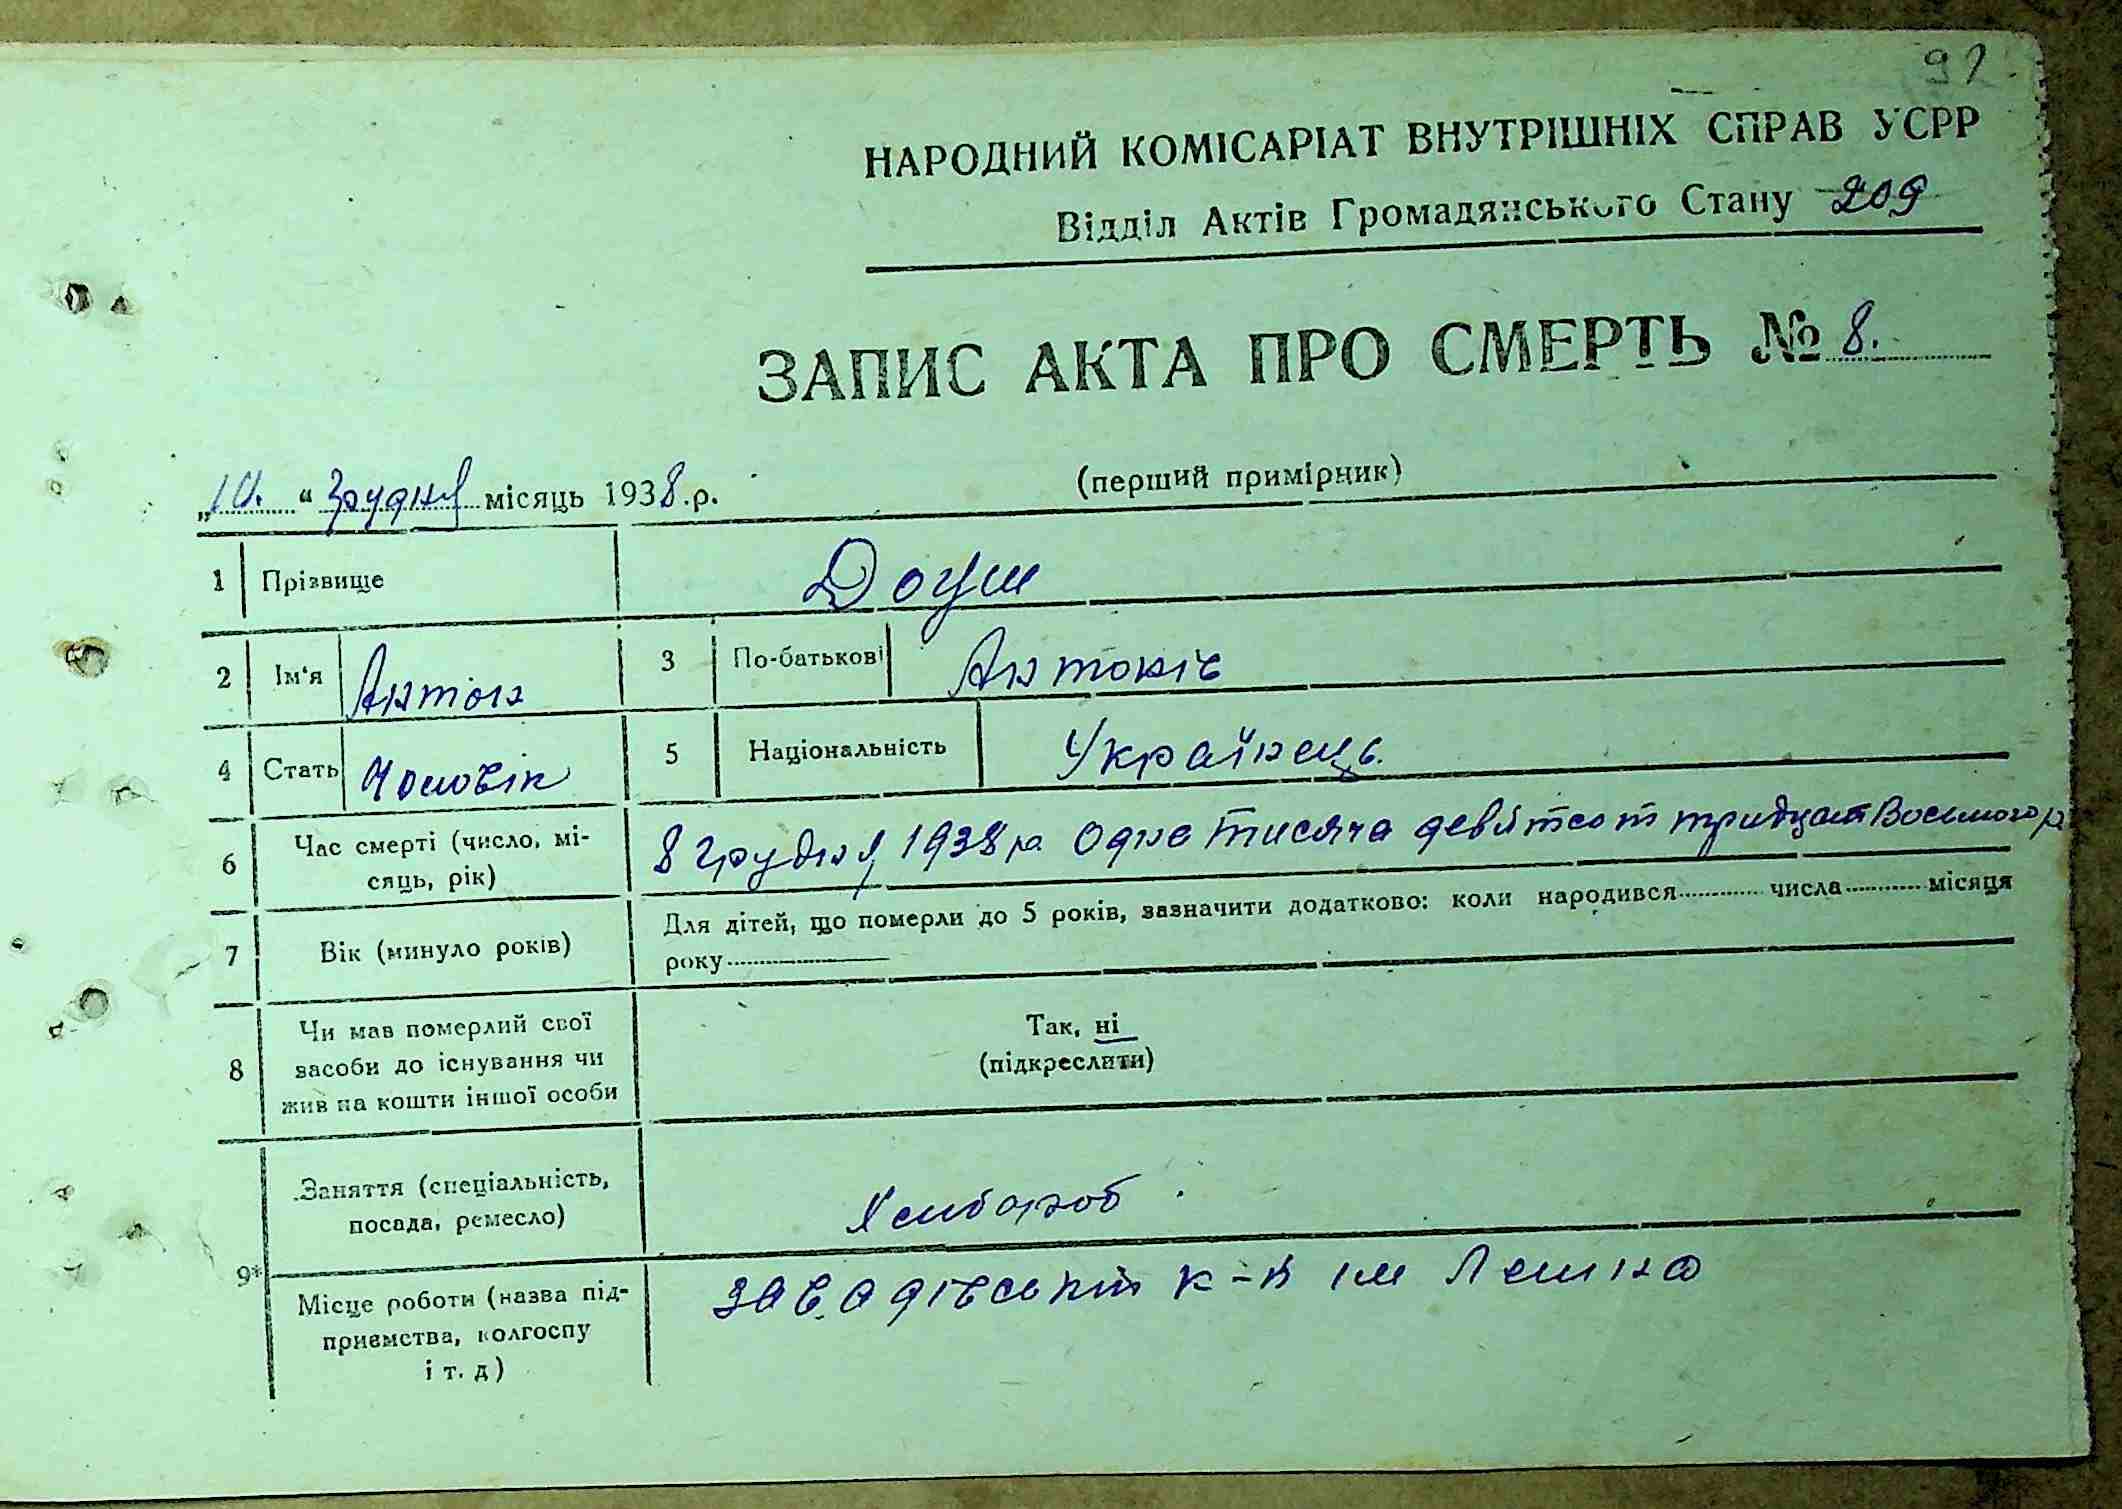 91
НАРОДНИЙ КОМІСАРІАТ ВНУТРІШНІХ СПРАВ УСРР
Відділ Актів Громадянського Стану 209
ЗАПИС АКТА ПРО СМЕРТЬ № 8.
„10.“ Грудня місяць 1938.р. (перший примірник)
1 Прізвище Доуш
2 Ім'я Антон 3 По-батькові Антоніч
4 Стать Чоловік 5 Національність Українець.
6 Час смерті (число, мі-
сяць, рік) 8 Грудня 1938 р. Одна тисяча девятсот тридцат Восьмого р
7 Вік (минуло років) Для дітей, що померли до 5 років, зазначити додатково: коли народився числа місяця
року
8 Чи мав померлий свої
засоби до існування чи
жив на кошти іншої особи Так, ні
(підкреслити)
9* Заняття (спеціальність,
посада, ремесло) Хлібороб.
Місце роботи (назва під-
приємства, колгоспу
і т. д) к-п ім Леніна